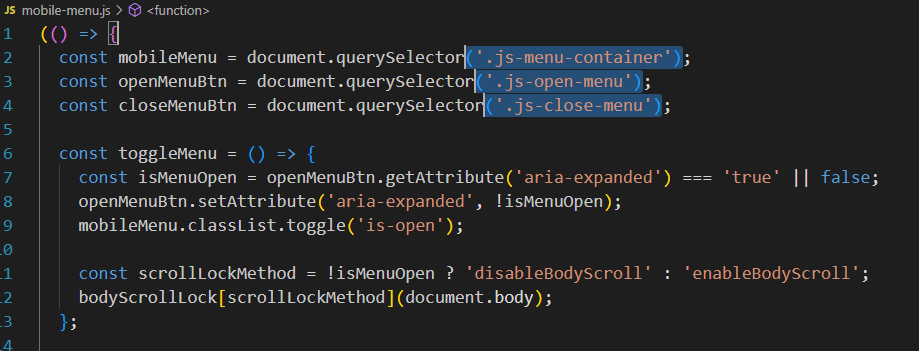 JS mobile-menu.js > <function>
1 (() => {
2 const mobileMenu = document.querySelector('.js-menu-container');
3 const openMenuBtn = document.querySelector('.js-open-menu');
4 const closeMenuBtn = document.querySelector('.js-close-menu');
5
6 const toggleMenu = () => {
7 const isMenuOpen = openMenuBtn.getAttribute('aria-expanded') === 'true' || false;
8 openMenuBtn.setAttribute('aria-expanded', !isMenuOpen);
9 mobileMenu.classList.toggle('is-open');
10
11 const scrollLockMethod = !isMenuOpen ? 'disableBodyScroll' : 'enableBodyScroll';
12 bodyScrollLock[scrollLockMethod](document.body);
13 };
14